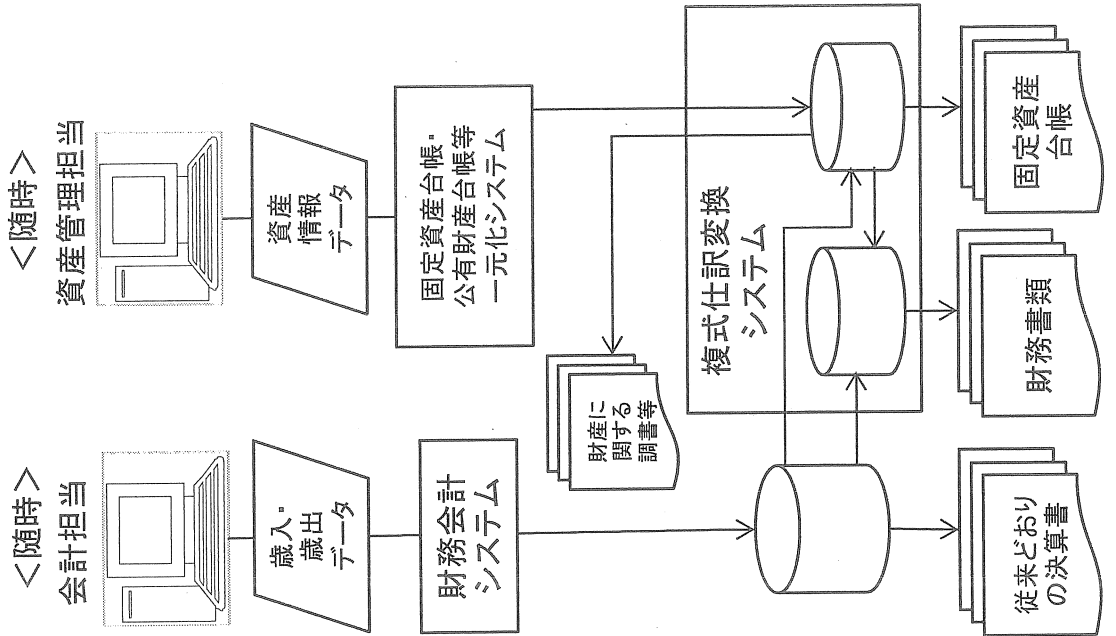 <随時>
会計担当
歳入・
歳出
データ
財務会計
システム
従来どおり
の決算書
<随時>
資産管理担当
資産
情報
データ
固定資産台帳・
公有財産台帳等
一元化システム
財産に
関する
調書等
複式仕訳変換
システム
財務書類
固定資産
台帳